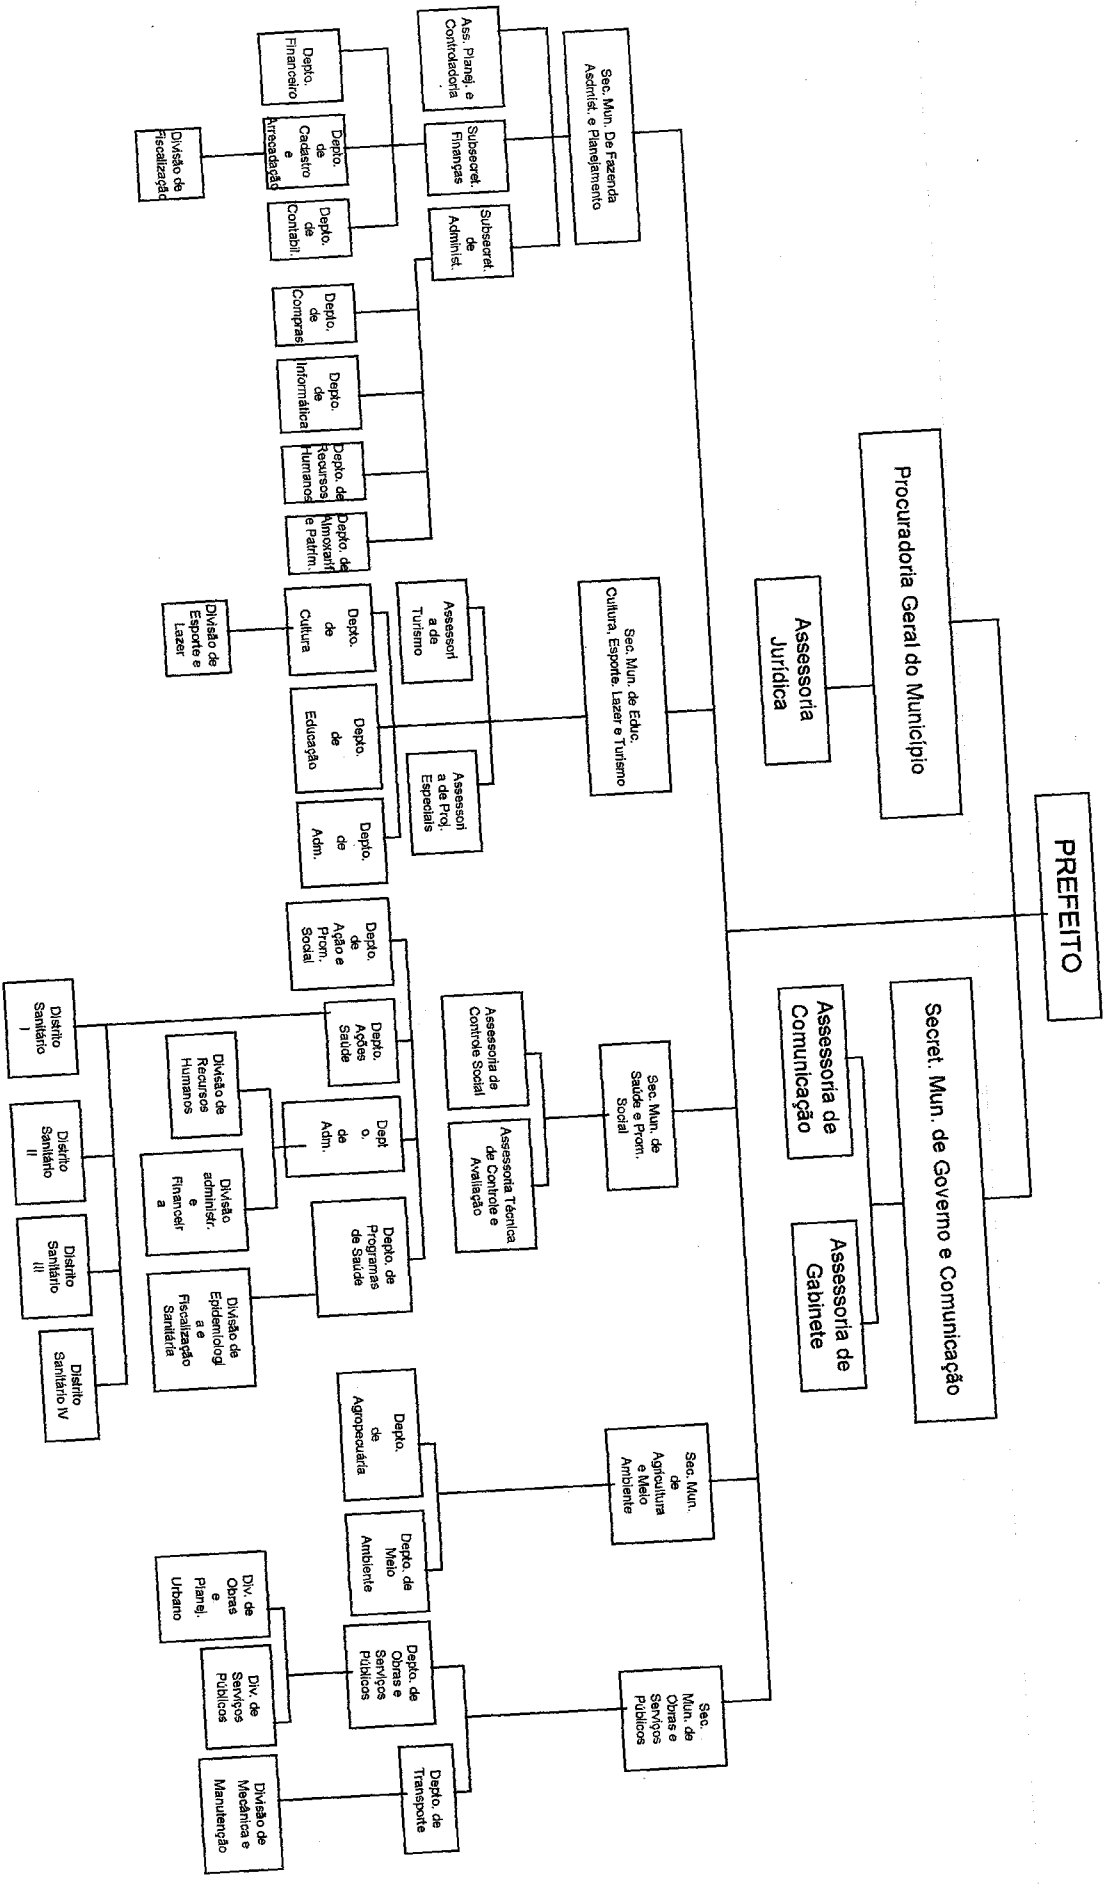 PREFEITO
Procuradoria Geral do Município
Secret. Mun. de Governo e Comunicação
Assessoria
Jurídica
Assessoria de
Comunicação
Assessoria de
Gabinete
Sec. Mun. De Fazenda
Asdmist. e Planejamento
Sec. Mun. de Educ.
Cultura, Esporte, Lazer e Turismo
Sec. Mun. de
Saúde e Prom.
Social
Sec. Mun.
de
Agricultura
e Meio
Ambiente
Sec.
Mun. de
Obras e
Serviços
Públicos
Ass. Planej. e
Controladoria
Subsecret.
Finanças
Subsecret.
de
Administ.
Assessori
a de
Turismo
Assessori
a de Proj.
Especiais
Assessoria de
Controle Social
Assessoria Técnica
de Controle e
Avaliação
Depto.
Financeiro
Depto.
de
Cadastro
e
Arrecadação
Depto.
de
Contabil.
Depto.
de
Compras
Depto.
de
Informática
Depto. de
Recursos
Humanos
Depto. de
Almoxarif
e Patrim.
Depto.
de
Cultura
Depto.
de
Educação
Depto.
de
Adm.
Depto.
de
Ação e
Prom.
Social
Depto.
Ações
Saúde
Dept
o.
de
Adm.
Depto. de
Programas
de Saúde
Depto.
de
Agropecuária
Depto. de
Meio
Ambiente
Depto. de
Obras e
Serviços
Públicos
Depto. de
Transporte
Divisão de
Fiscalização
Divisão de
Esporte e
Lazer
Divisão de
Recursos
Humanos
Divisão
administr.
e
Financeir
a
Divisão de
Epidemiologi
a e
Fiscalização
Sanitária
Div. de
Obras
e
Planej.
Urbano
Div. de
Serviços
Públicos
Divisão de
Mecânica e
Manutenção
Distrito
Sanitário
I
Distrito
Sanitário
II
Distrito
Sanitário
III
Distrito
Sanitário IV